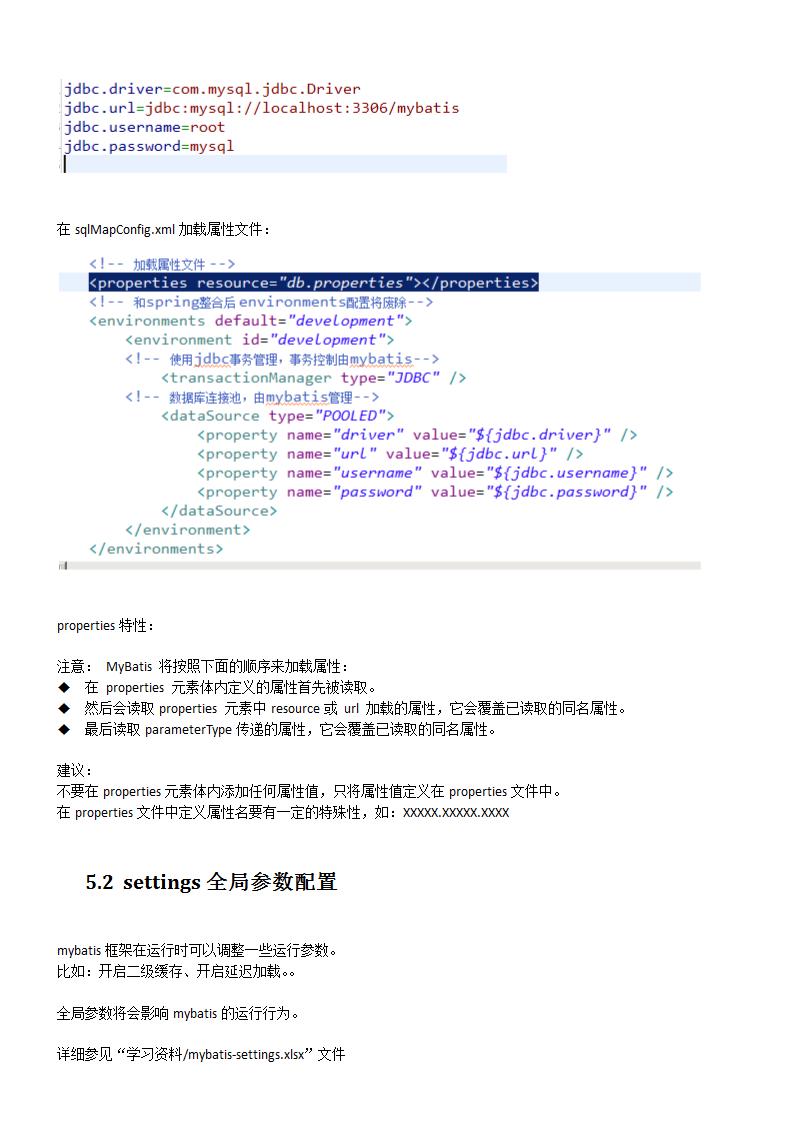 jdbc.driver=com.mysql.jdbc.Driver
jdbc.url=jdbc:mysql://localhost:3306/mybatis
jdbc.username=root
jdbc.password=mysql
在 sqlMapConfig.xml 加载属性文件：
<!-- 加载属性文件 -->
<properties resource="db.properties"></properties>
<!-- 和spring整合后 environments配置将废除-->
<environments default="development">
<environment id="development">
<!-- 使用jdbc事务管理，事务控制由mybatis-->
<transactionManager type="JDBC" />
<!-- 数据库连接池，由mybatis管理-->
<dataSource type="POOLED">
<property name="driver" value="${jdbc.driver}" />
<property name="url" value="${jdbc.url}" />
<property name="username" value="${jdbc.username}" />
<property name="password" value="${jdbc.password}" />
</dataSource>
</environment>
</environments>
properties 特性：
注意： MyBatis 将按照下面的顺序来加载属性：
◆ 在 properties 元素体内定义的属性首先被读取。
◆ 然后会读取 properties 元素中 resource 或 url 加载的属性，它会覆盖已读取的同名属性。
◆ 最后读取 parameterType 传递的属性，它会覆盖已读取的同名属性。
建议：
不要在 properties 元素体内添加任何属性值，只将属性值定义在 properties 文件中。
在 properties 文件中定义属性名要有一定的特殊性，如：XXXXX.XXXXX.XXXX
5.2 settings 全局参数配置
mybatis 框架在运行时可以调整一些运行参数。
比如：开启二级缓存、开启延迟加载。。
全局参数将会影响 mybatis 的运行行为。
详细参见“学习资料/mybatis-settings.xlsx”文件